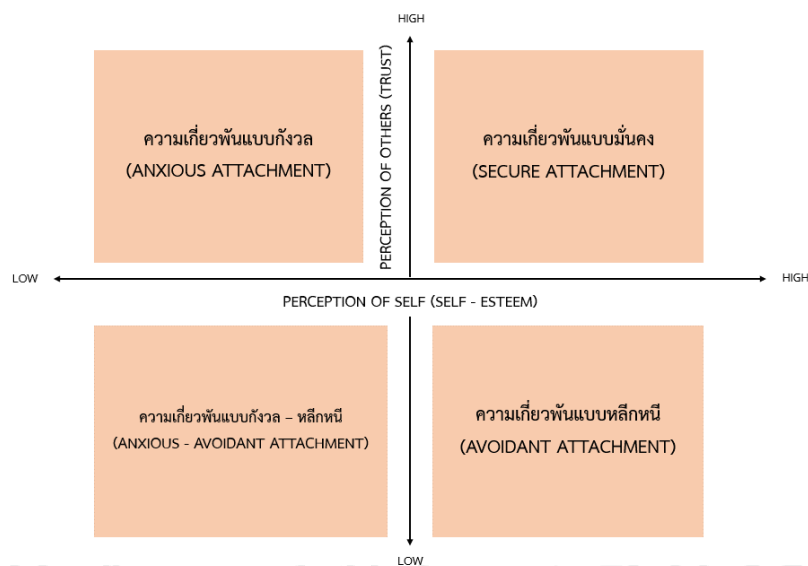 HIGH
PERCEPTION OF OTHERS (TRUST)
ความเกี่ยวพันแบบกังวล
(ANXIOUS ATTACHMENT)
ความเกี่ยวพันแบบมั่นคง
(SECURE ATTACHMENT)
LOW
HIGH
PERCEPTION OF SELF (SELF - ESTEEM)
ความเกี่ยวพันแบบกังวล – หลีกหนี
(ANXIOUS - AVOIDANT ATTACHMENT)
ความเกี่ยวพันแบบหลีกหนี
(AVOIDANT ATTACHMENT)
LOW